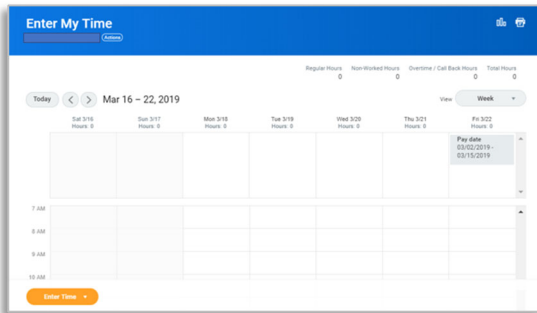 Enter My Time
Actions
Regular Hours Non-Worked Hours Overtime / Call Back Hours Total Hours
0 0 0 0
Today Mar 16 – 22, 2019 View Week
Sat 3/16 Sun 3/17 Mon 3/18 Tue 3/19 Wed 3/20 Thu 3/21 Fri 3/22
Hours: 0 Hours: 0 Hours: 0 Hours: 0 Hours: 0 Hours: 0 Hours: 0
Pay date
03/02/2019 -
03/15/2019
7 AM
8 AM
9 AM
10 AM
Enter Time